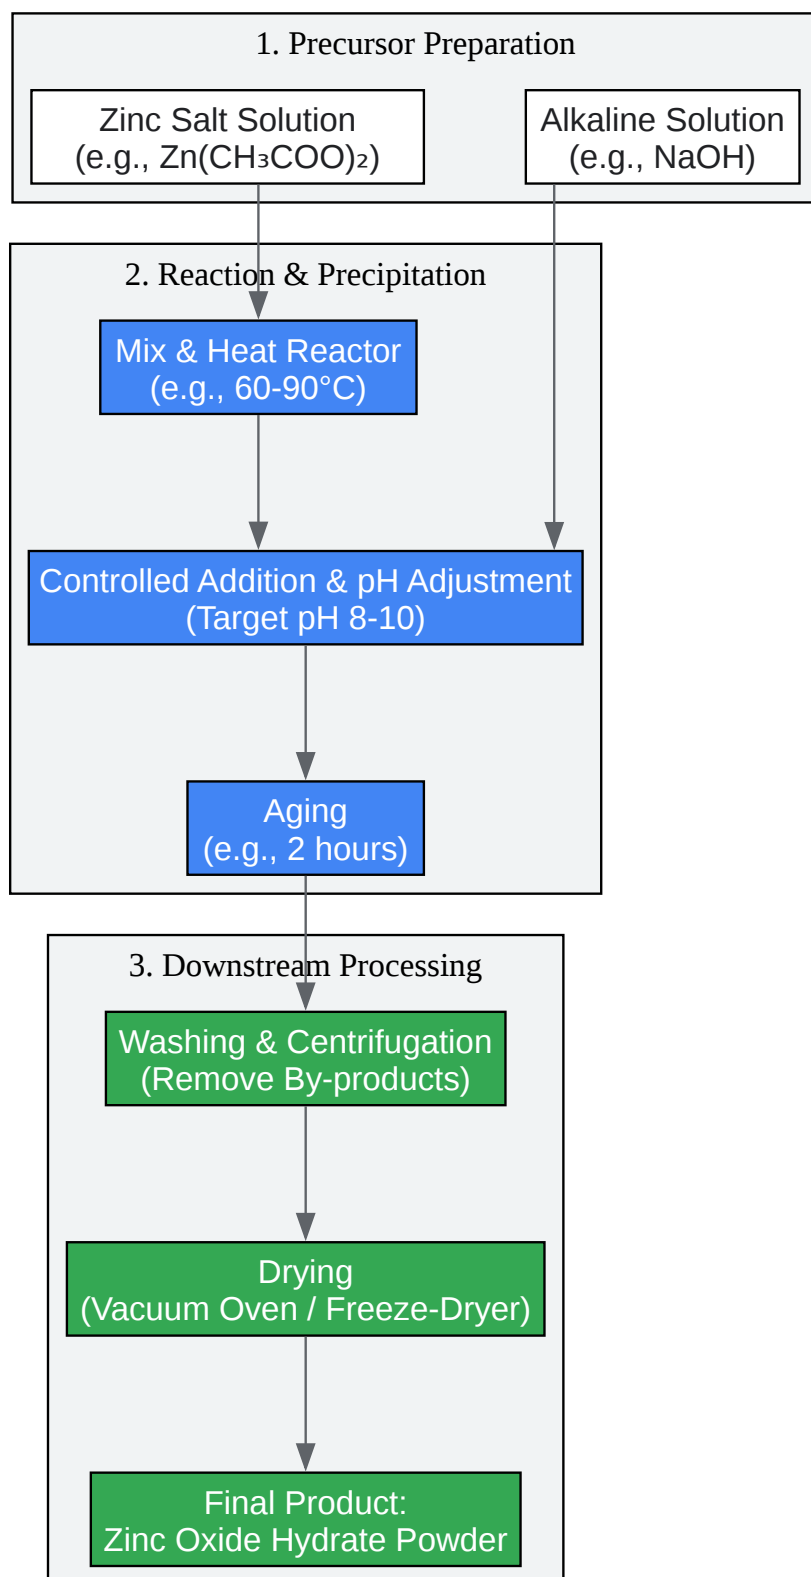 1. Precursor Preparation
Zinc Salt Solution
(e.g., Zn(CH₃COO)₂)
Alkaline Solution
(e.g., NaOH)
2. Reaction & Precipitation
Mix & Heat Reactor
(e.g., 60-90°C)
Controlled Addition & pH Adjustment
(Target pH 8-10)
Aging
(e.g., 2 hours)
3. Downstream Processing
Washing & Centrifugation
(Remove By-products)
Drying
(Vacuum Oven / Freeze-Dryer)
Final Product:
Zinc Oxide Hydrate Powder